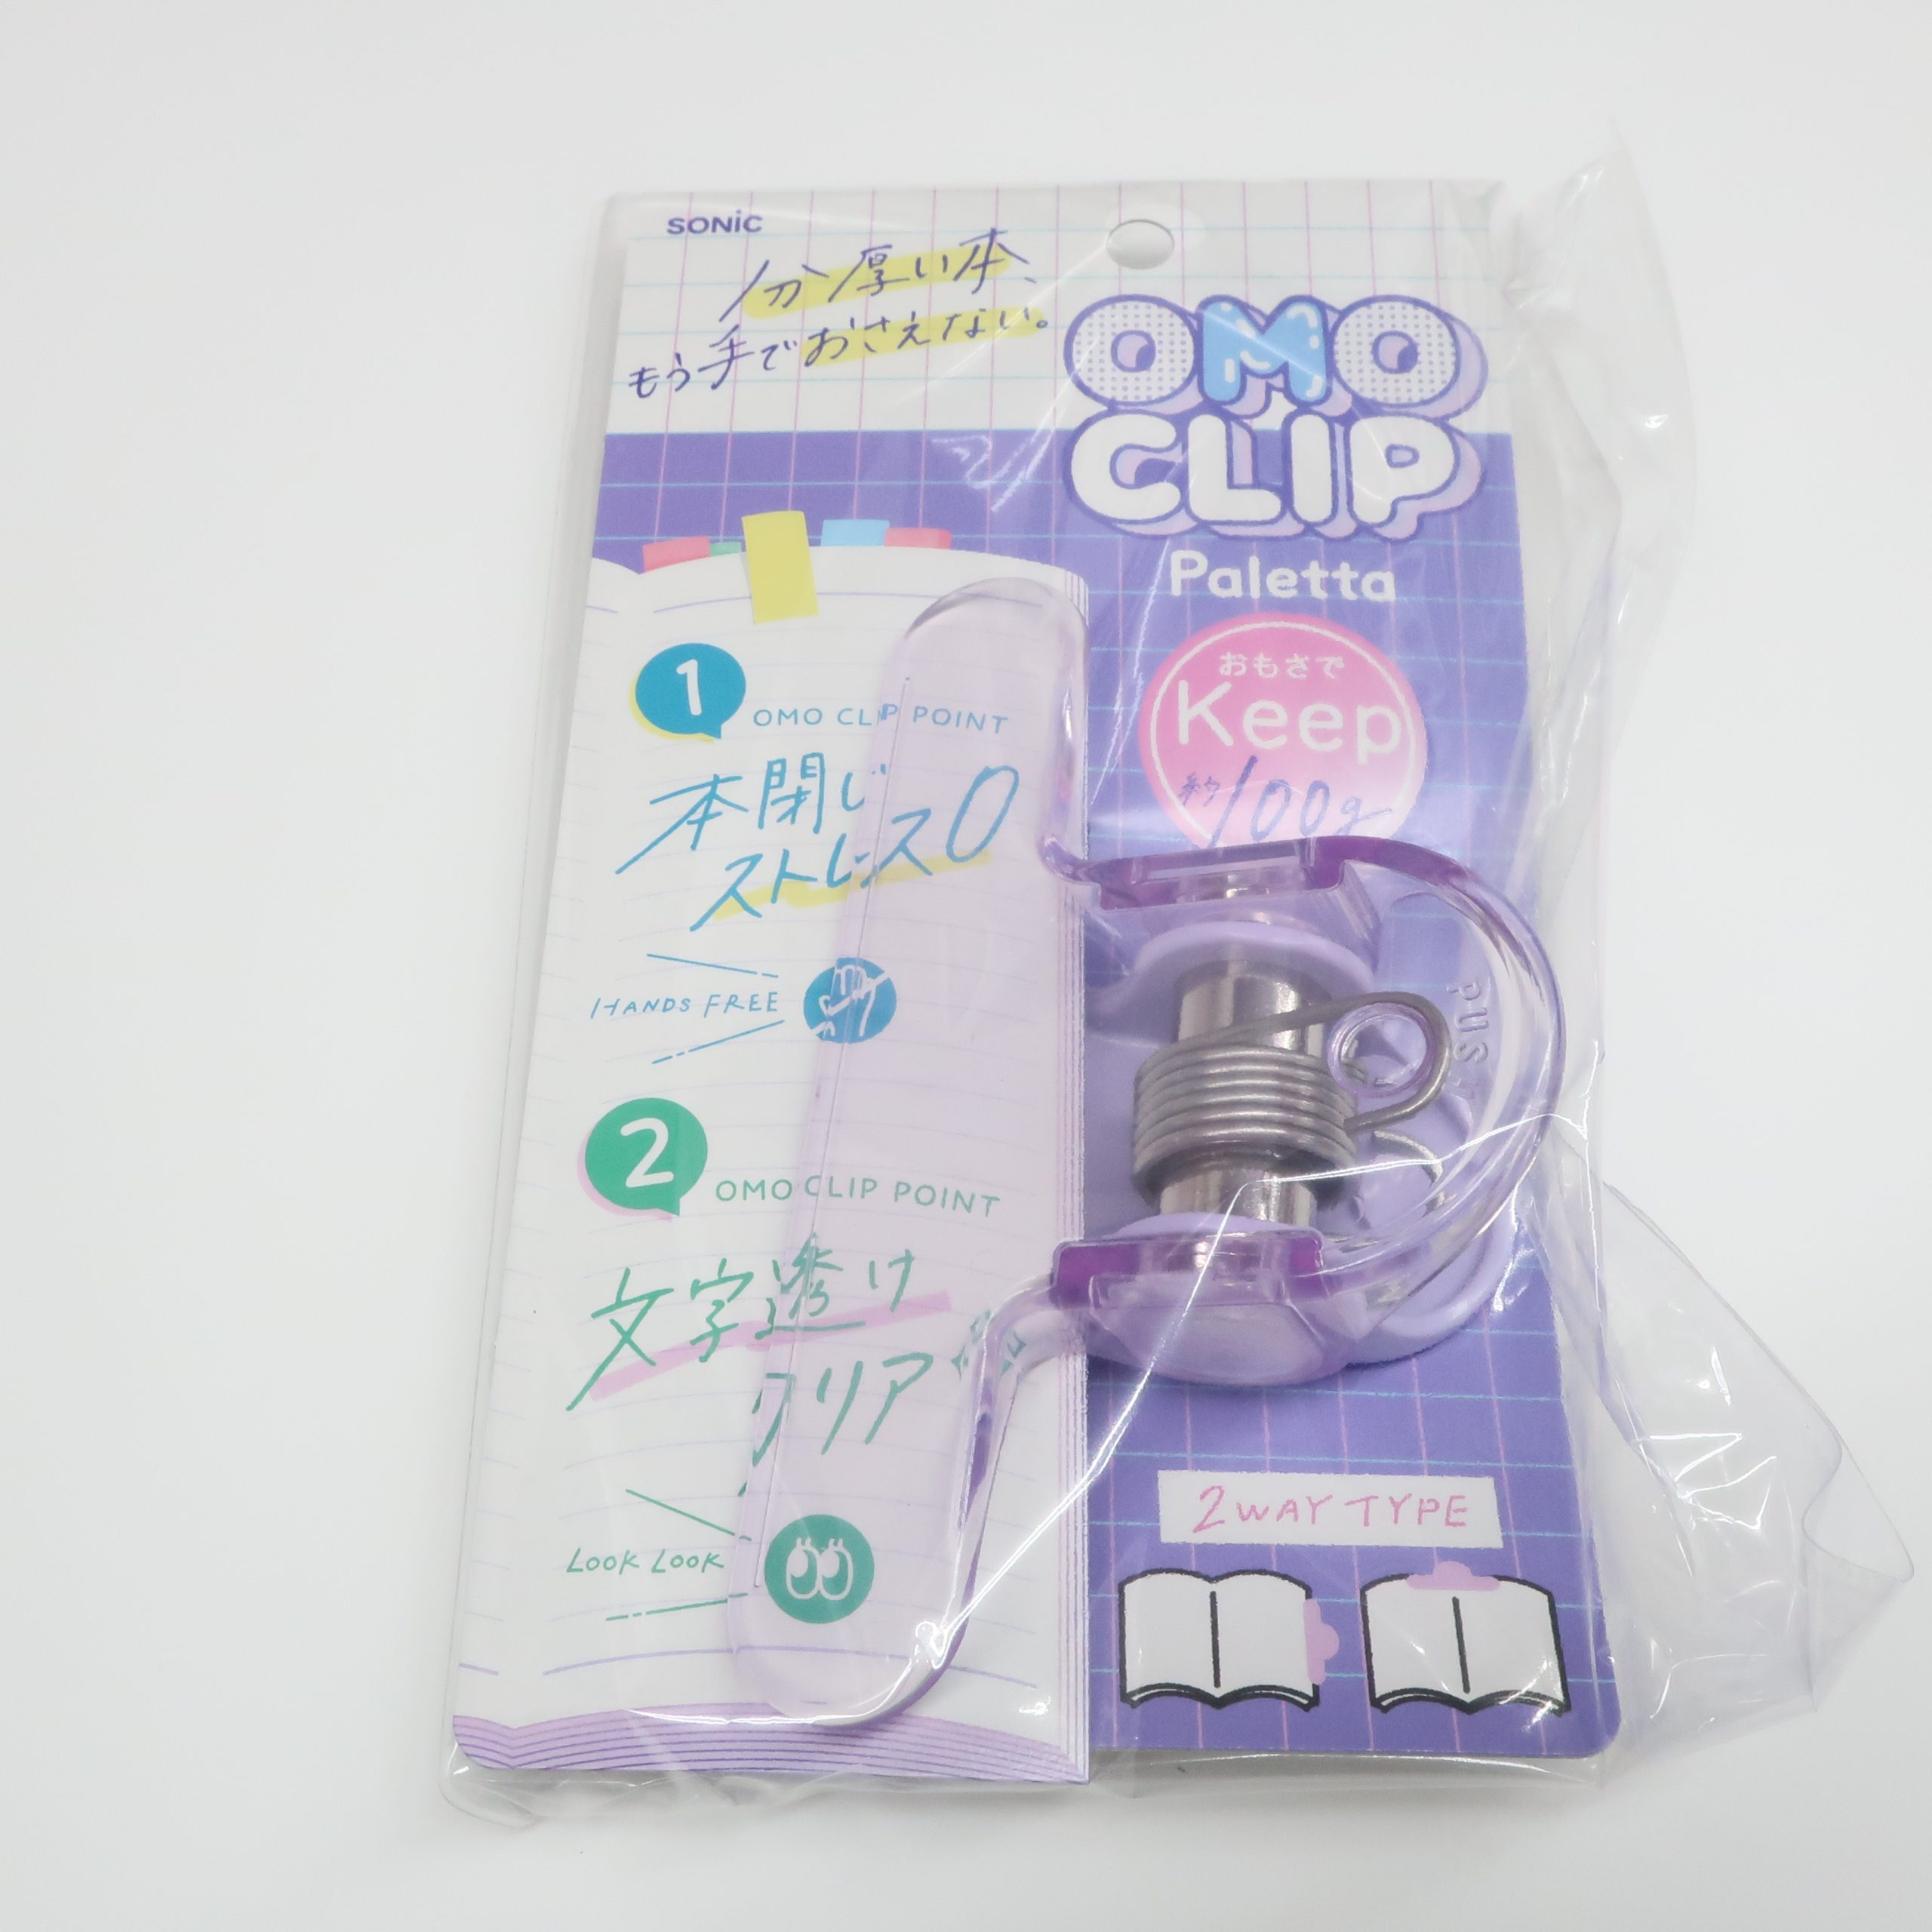 SONiC
分厚い本、
もう手でおさえない。
OMO
CLIP
Paletta
おもさで
Keep
約100g
1
OMO CLIP POINT
本閉じ
ストレス0
HANDS FREE
PUSH
2
OMO CLIP POINT
文字透け
クリア
LOOK LOOK
2WAY TYPE